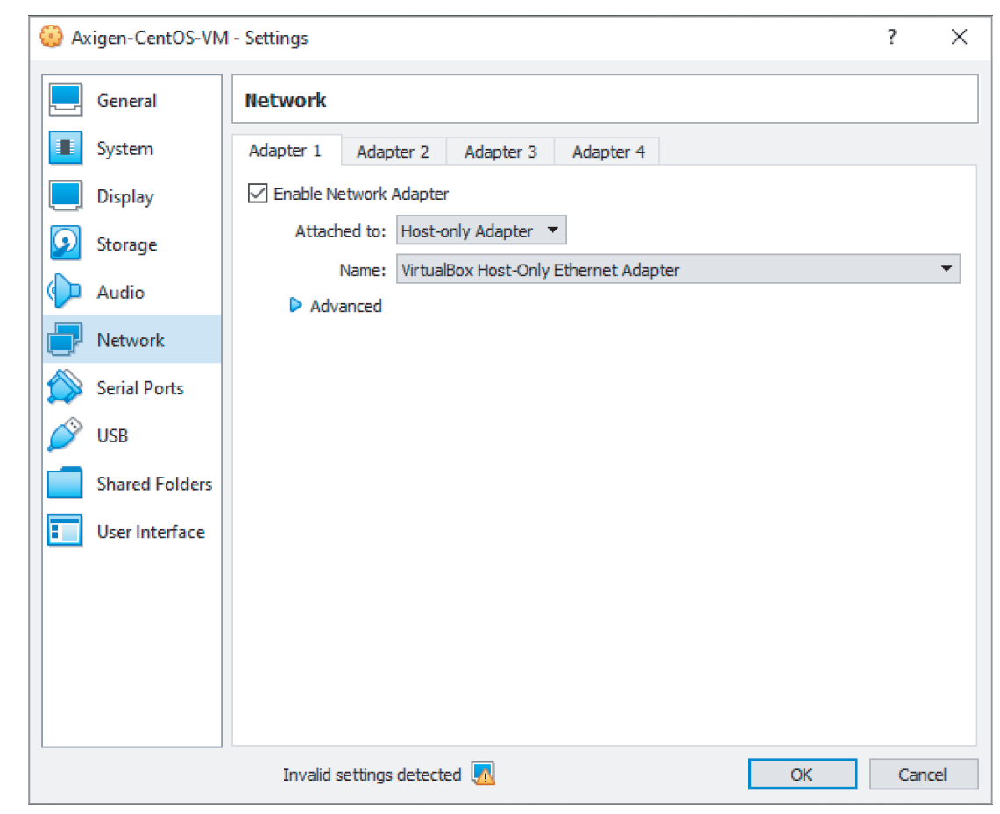 Axigen-CentOS-VM - Settings
?
General
System
Display
Storage
Audio
Network
Serial Ports
USB
Shared Folders
User Interface
Network
Adapter 1 Adapter 2 Adapter 3 Adapter 4
Enable Network Adapter
Attached to: Host-only Adapter
Name: VirtualBox Host-Only Ethernet Adapter
Advanced
Invalid settings detected
OK Cancel